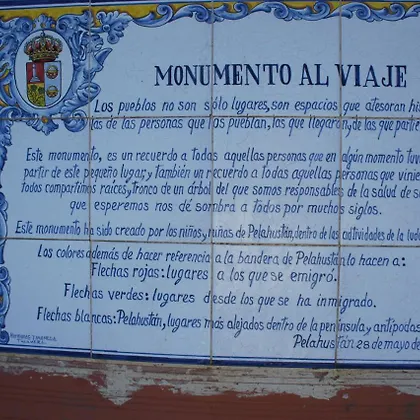 MONUMENTO AL VIAJE
Los pueblos no son sólo lugares, son espacios que atesoran
las de las personas que los pueblan, las que llegaron, de las que
Este monumento, es un recuerdo a todas aquellas personas que en algún momento
partir de este pequeño lugar, y también un recuerdo a todas aquellas personas que
todos compartimos raíces, tronco de un árbol del que somos responsables de la salud de
que esperemos nos dé sombra a todos por muchos siglos.
Este monumento ha sido creado por los niños, niñas de Pelahustán, dentro de las actividades de la
Los colores además de hacer referencia a la bandera de Pelahustán lo hacen a:
Flechas rojas: lugares a los que se emigró.
Flechas verdes: lugares desde los que se ha inmigrado.
Flechas blancas: Pelahustán, lugares más alejados dentro de la península y antípodas
Pelahustán 28 de mayo de